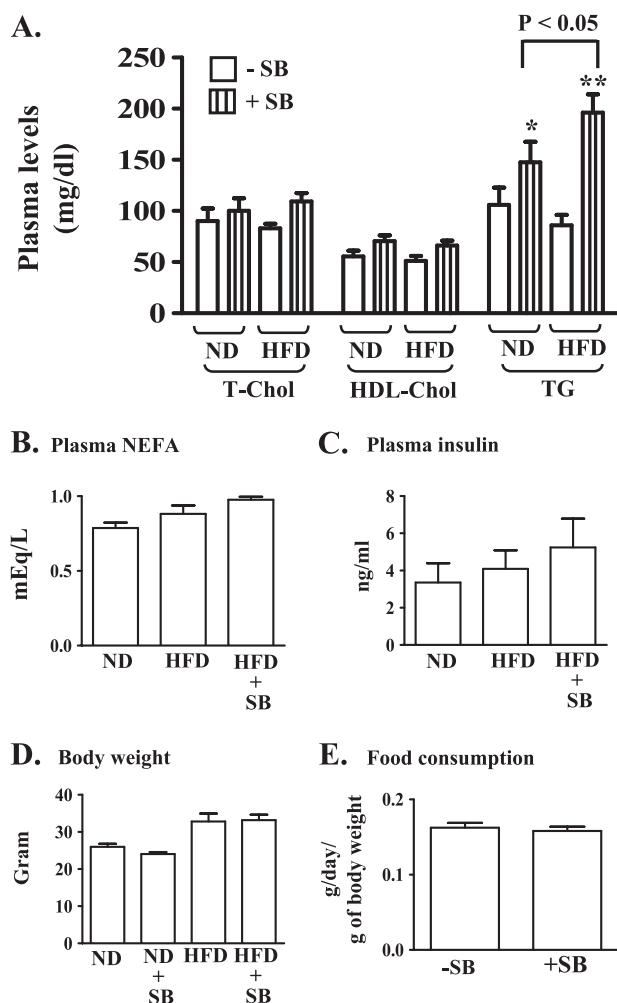 A.
P < 0.05
- SB
+ SB
*
**
Plasma levels
(mg/dl)
250
200
150
100
50
0
ND
HFD
ND
HFD
ND
HFD
T-Chol
HDL-Chol
TG
B. Plasma NEFA
mEq/L
1.0
0.5
0.0
ND
HFD
HFD
+
SB
C. Plasma insulin
ng/ml
8
6
4
2
0
ND
HFD
HFD
+
SB
D. Body weight
Gram
40
30
20
10
0
ND
ND
+
SB
HFD
HFD
+
SB
E. Food consumption
g/day/
g of body weight
0.2
0.1
0.0
-SB
+SB